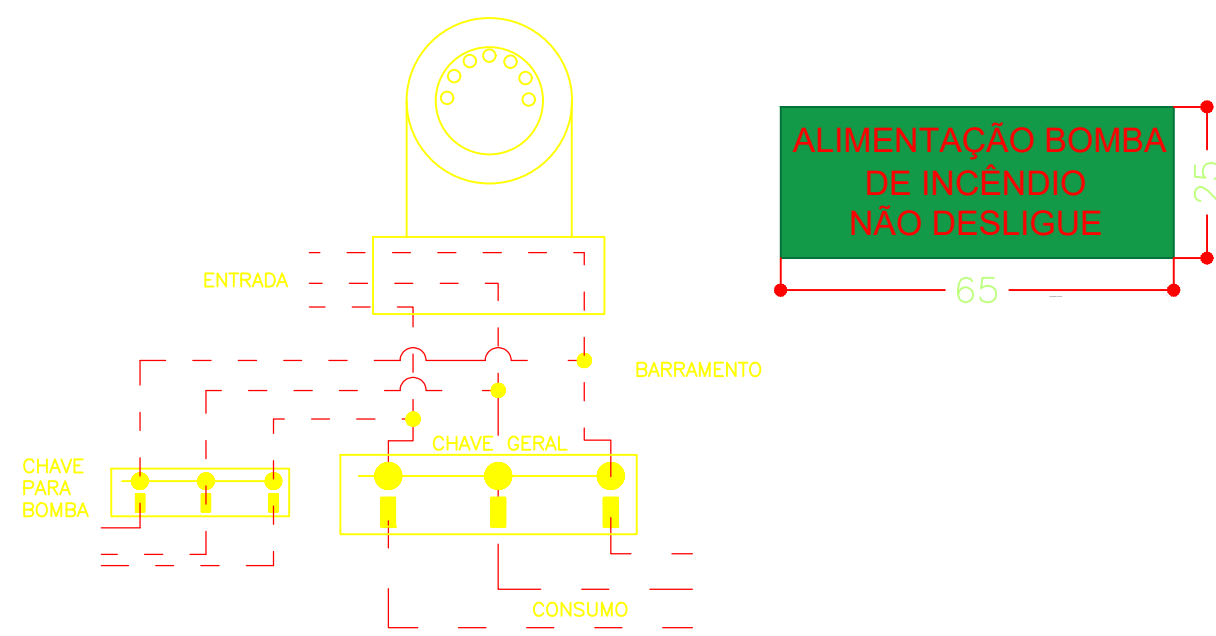 ALIMENTAÇÃO BOMBA
DE INCÊNDIO
NÃO DESLIGUE
25
65
ENTRADA
BARRAMENTO
CHAVE GERAL
CHAVE
PARA
BOMBA
CONSUMO